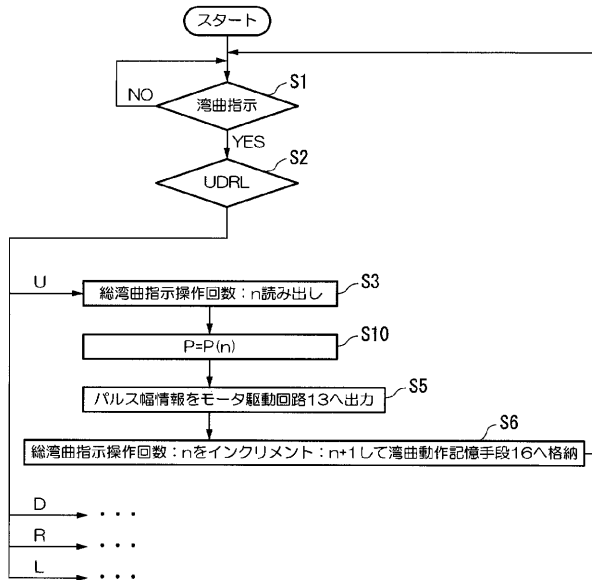 スタート
S1
湾曲指示
NO
YES
S2
UDRL
U
S3
総湾曲指示操作回数:n読み出し
S10
P=P(n)
S5
パルス幅情報をモータ駆動回路13へ出力
S6
総湾曲指示操作回数:nをインクリメント:n+1して湾曲動作記憶手段16へ格納
D ・・・
R ・・・
L ・・・